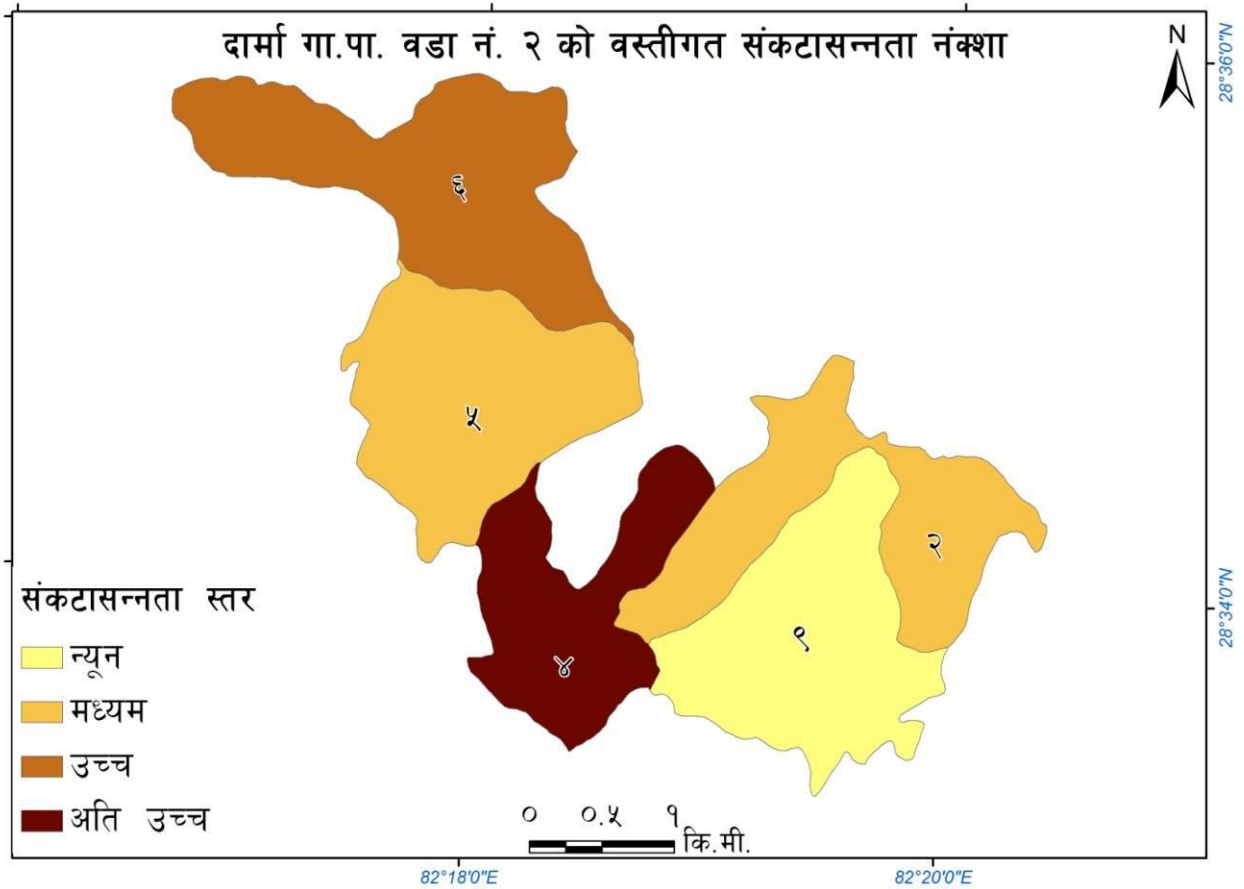 दार्मा गा.पा. वडा नं. २ को वस्तीगत संकटासन्नता नंक्शा
N
28°36'0"N
६
५
२
28°34'0"N
१
४
संकटासन्नता स्तर
न्यून
मध्यम
उच्च
अति उच्च
० ०.५ १
कि.मी.
82°18'0"E
82°20'0"E